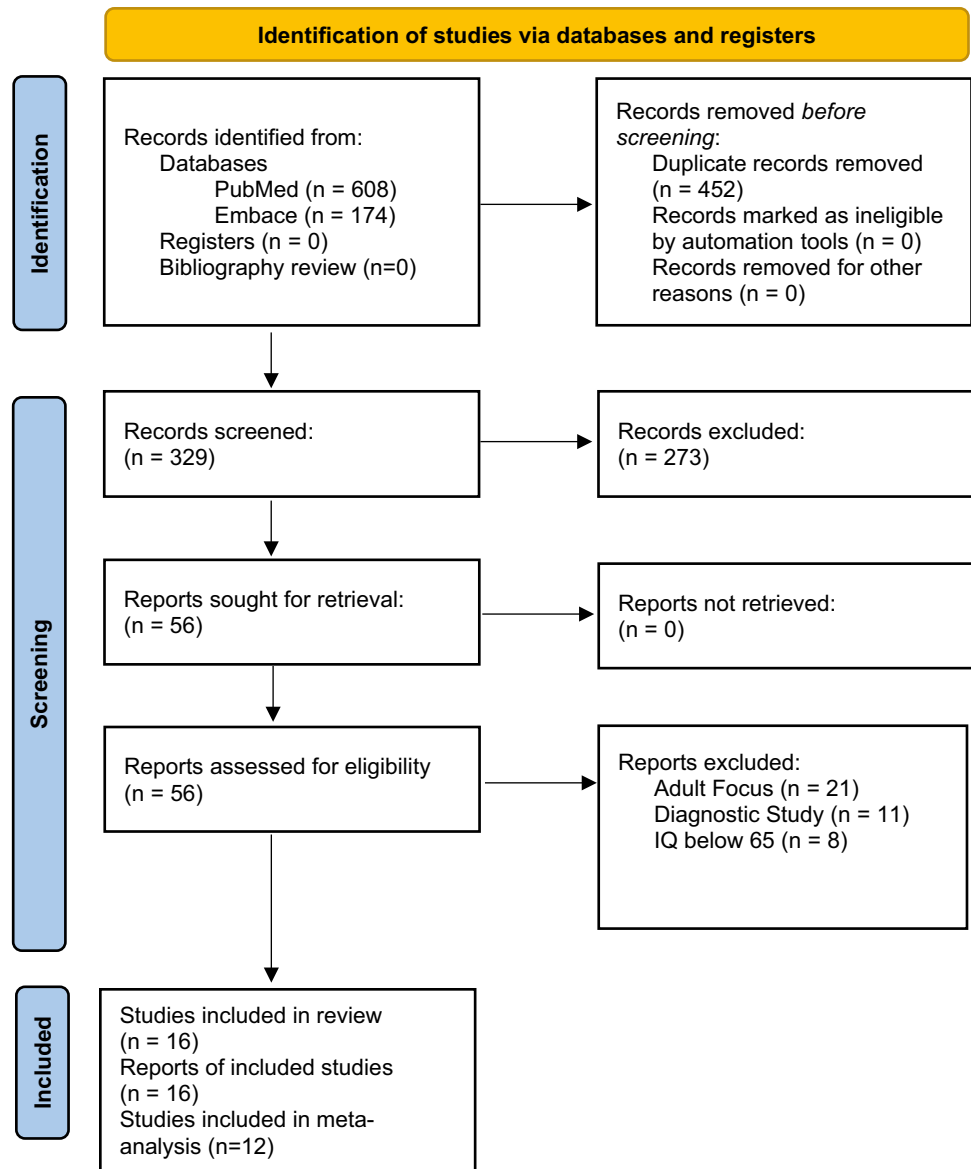 Identification of studies via databases and registers
Identification
Records identified from:
Databases
PubMed (n = 608)
Embace (n = 174)
Registers (n = 0)
Bibliography review (n=0)
Records removed before
screening:
Duplicate records removed
(n = 452)
Records marked as ineligible
by automation tools (n = 0)
Records removed for other
reasons (n = 0)
Screening
Records screened:
(n = 329)
Records excluded:
(n = 273)
Reports sought for retrieval:
(n = 56)
Reports not retrieved:
(n = 0)
Reports assessed for eligibility
(n = 56)
Reports excluded:
Adult Focus (n = 21)
Diagnostic Study (n = 11)
IQ below 65 (n = 8)
Included
Studies included in review
(n = 16)
Reports of included studies
(n = 16)
Studies included in meta-
analysis (n=12)